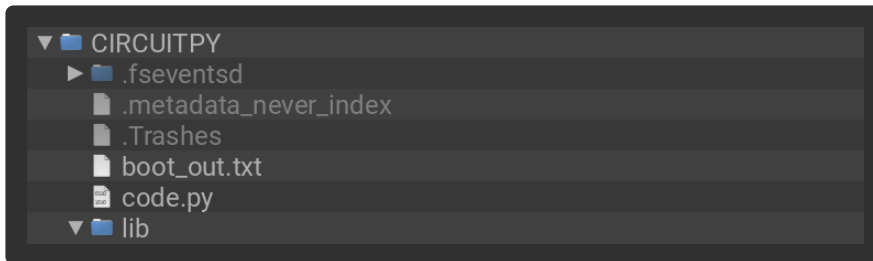 CIRCUITPY
.fseventsd
.metadata_never_index
.Trashes
boot_out.txt
code.py
lib